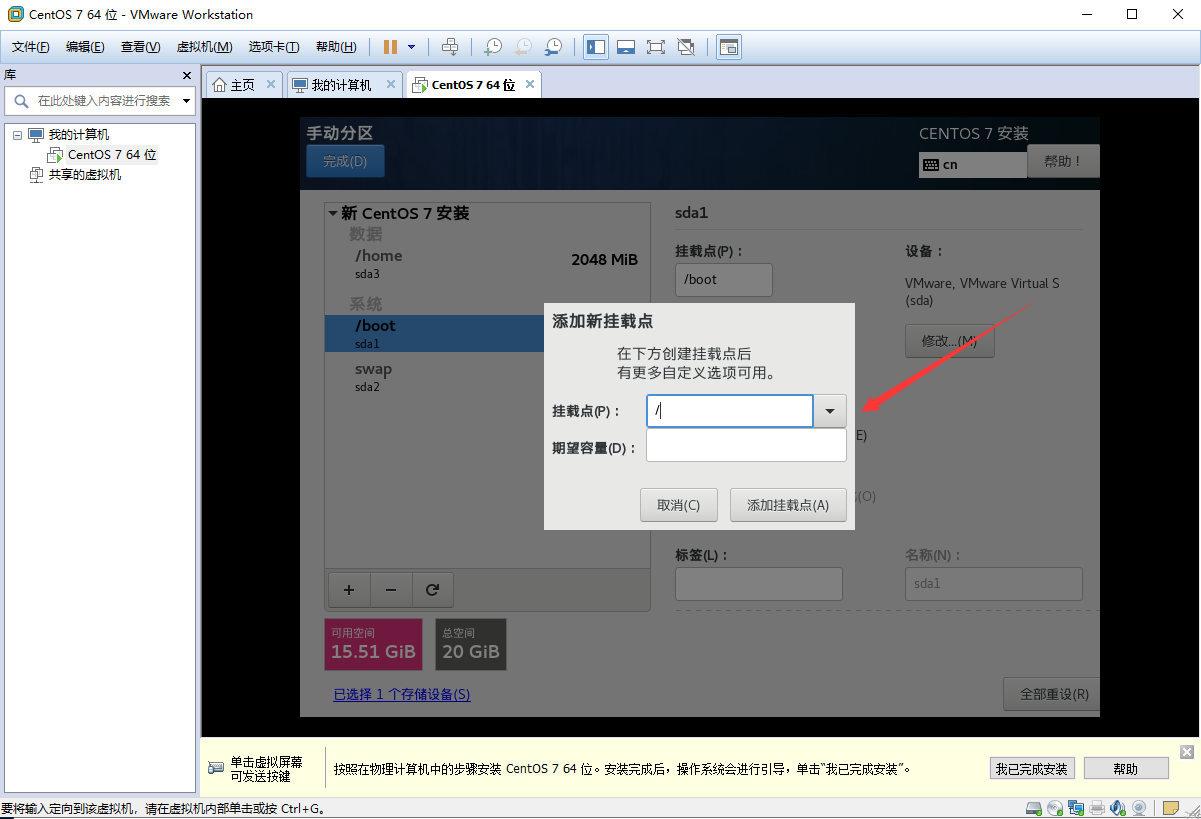 CentOS 7 64 位 - VMware Workstation
文件(F) 编辑(E) 查看(V) 虚拟机(M) 选项卡(T) 帮助(H)
库
在此处键入内容进行搜索
我的计算机
CentOS 7 64 位
共享的虚拟机
主页
我的计算机
CentOS 7 64 位
手动分区
CENTOS 7 安装
完成(D)
cn
帮助！
新 CentOS 7 安装
数据
/home
2048 MiB
sda3
系统
/boot
sda1
swap
sda2
sda1
挂载点(P)：
设备：
/boot
VMware, VMware Virtual S
(sda)
修改...(M)
添加新挂载点
在下方创建挂载点后
有更多自定义选项可用。
挂载点(P)：
/
期望容量(D)：
取消(C)
添加挂载点(A)
E)
(O)
标签(L)：
名称(N)：
sda1
+ −
可用空间
15.51 GiB
总空间
20 GiB
已选择 1 个存储设备(S)
全部重设(R)
单击虚拟屏幕
可发送按键
按照在物理计算机中的步骤安装 CentOS 7 64 位。安装完成后，操作系统会进行引导，单击“我已完成安装”。
我已完成安装
帮助
要将输入定向到该虚拟机，请在虚拟机内部单击或按 Ctrl+G。